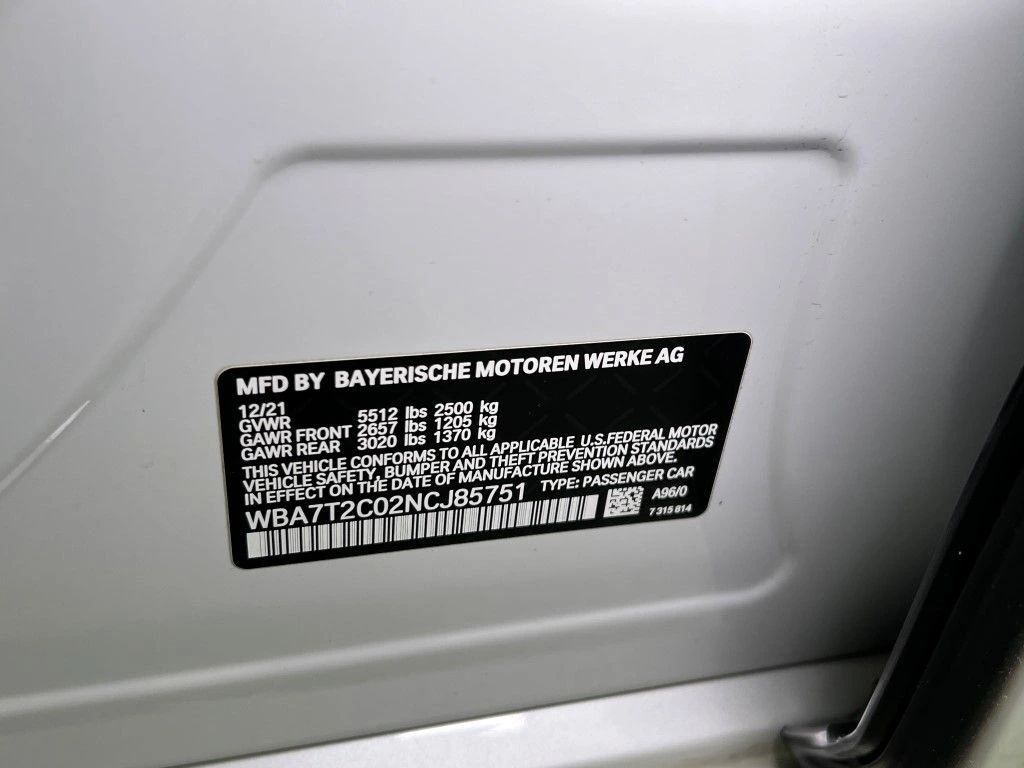 MFD BY BAYERISCHE MOTOREN WERKE AG
12/21
GVWR 5512 lbs 2500 kg
GAWR FRONT 2657 lbs 1205 kg
GAWR REAR 3020 lbs 1370 kg
THIS VEHICLE CONFORMS TO ALL APPLICABLE U.S.FEDERAL MOTOR
VEHICLE SAFETY, BUMPER AND THEFT PREVENTION STANDARDS
IN EFFECT ON THE DATE OF MANUFACTURE SHOWN ABOVE.
WBA7T2C02NCJ85751 TYPE: PASSENGER CAR
A96/0
7 315 814